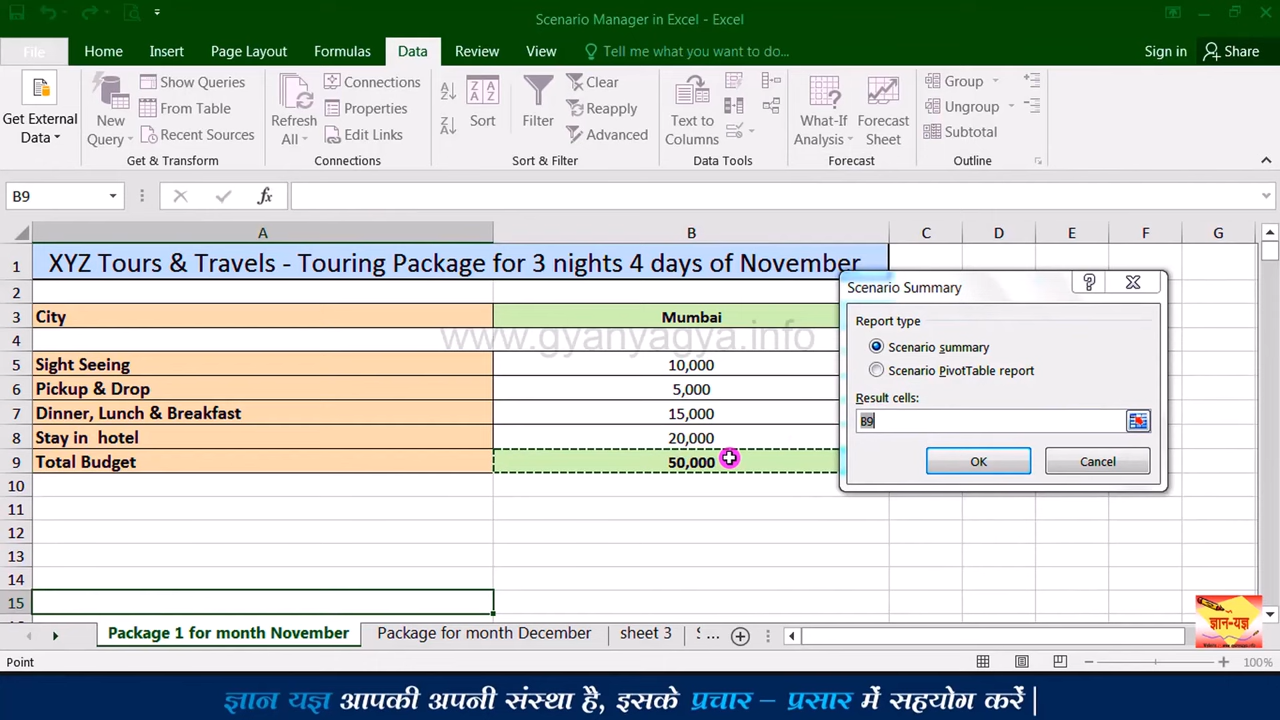 Scenario Manager in Excel - Excel
File Home Insert Page Layout Formulas Data Review View Tell me what you want to do... Sign in Share
Get External Data
New Query
Show Queries
From Table
Recent Sources
Get & Transform
Refresh All
Connections
Properties
Edit Links
Connections
Sort
Filter
Clear
Reapply
Advanced
Sort & Filter
Text to Columns
Data Tools
What-If Analysis
Forecast Sheet
Forecast
Group
Ungroup
Subtotal
Outline
B9 fx
A B C D E F G
1 XYZ Tours & Travels - Touring Package for 3 nights 4 days of November
2
3 City Mumbai
4
5 Sight Seeing 10,000
6 Pickup & Drop 5,000
7 Dinner, Lunch & Breakfast 15,000
8 Stay in hotel 20,000
9 Total Budget 50,000
10
11
12
13
14
15
www.gyanyagya.info
Scenario Summary
Report type
Scenario summary
Scenario PivotTable report
Result cells:
B9
OK Cancel
ज्ञान-यज्ञ
Package 1 for month November Package for month December sheet 3 S ...
Point 100%
ज्ञान यज्ञ आपकी अपनी संस्था है, इसके प्रचार – प्रसार में सहयोग करें |